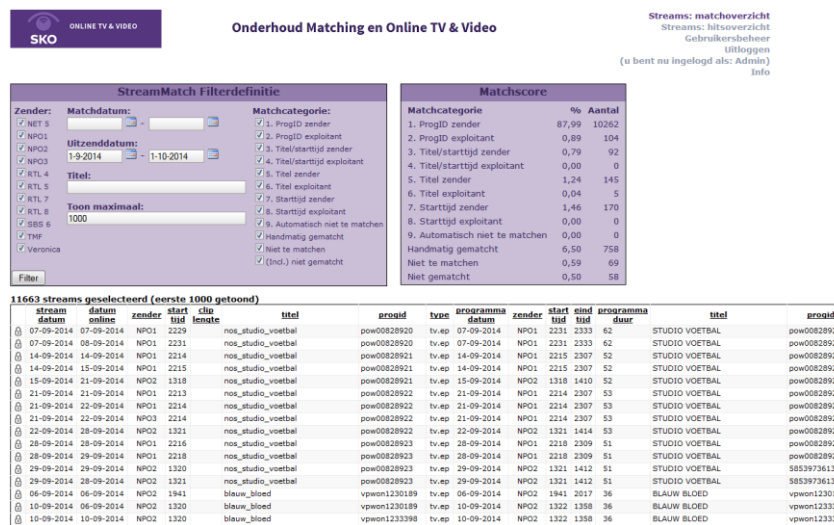 SKO ONLINE TV & VIDEO
Onderhoud Matching en Online TV & Video
Streams: matchoverzicht
Streams: hitsoverzicht
Gebruikersbeheer
Uitloggen
(u bent nu ingelogd als: Admin)
Info
StreamMatch Filterdefinitie
Zender:
NET 5
NPO1
NPO2
NPO3
RTL 4
RTL 5
RTL 7
RTL 8
SBS 6
TMF
Veronica
Matchdatum:
–
Uitzenddatum:
1-9-2014 – 1-10-2014
Titel:
Toon maximaal:
1000
Matchcategorie:
1. ProgID zender
2. ProgID exploitant
3. Titel/starttijd zender
4. Titel/starttijd exploitant
5. Titel zender
6. Titel exploitant
7. Starttijd zender
8. Starttijd exploitant
9. Automatisch niet te matchen
Handmatig gematcht
Niet te matchen
(Incl.) niet gematcht
Filter
Matchscore
Matchcategorie % Aantal
1. ProgID zender 87,99 10262
2. ProgID exploitant 0,89 104
3. Titel/starttijd zender 0,79 92
4. Titel/starttijd exploitant 0,00 0
5. Titel zender 1,24 145
6. Titel exploitant 0,04 5
7. Starttijd zender 1,46 170
8. Starttijd exploitant 0,00 0
9. Automatisch niet te matchen 0,00 0
Handmatig gematcht 6,50 758
Niet te matchen 0,59 69
Niet gematcht 0,50 58
11663 streams geselecteerd (eerste 1000 getoond)
stream datum datum online zender start tijd clip lengte titel progid type programma datum zender start tijd eind tijd programma duur titel progid
07-09-2014 07-09-2014 NPO1 2229 nos_studio_voetbal pow00828920 tv.ep 07-09-2014 NPO1 2231 2333 62 STUDIO VOETBAL pow0082892
07-09-2014 08-09-2014 NPO1 2231 nos_studio_voetbal pow00828920 tv.ep 07-09-2014 NPO1 2231 2333 62 STUDIO VOETBAL pow0082892
14-09-2014 14-09-2014 NPO1 2214 nos_studio_voetbal pow00828921 tv.ep 14-09-2014 NPO1 2215 2307 52 STUDIO VOETBAL pow0082892
14-09-2014 15-09-2014 NPO1 2215 nos_studio_voetbal pow00828921 tv.ep 14-09-2014 NPO1 2215 2307 52 STUDIO VOETBAL pow0082892
15-09-2014 21-09-2014 NPO2 1318 nos_studio_voetbal pow00828921 tv.ep 15-09-2014 NPO2 1318 1410 52 STUDIO VOETBAL pow0082892
21-09-2014 21-09-2014 NPO1 2213 nos_studio_voetbal pow00828922 tv.ep 21-09-2014 NPO1 2214 2307 53 STUDIO VOETBAL pow0082892
21-09-2014 22-09-2014 NPO1 2214 nos_studio_voetbal pow00828922 tv.ep 21-09-2014 NPO1 2214 2307 53 STUDIO VOETBAL pow0082892
21-09-2014 22-09-2014 NPO3 2214 nos_studio_voetbal pow00828922 tv.ep 21-09-2014 NPO1 2214 2307 53 STUDIO VOETBAL pow0082892
22-09-2014 28-09-2014 NPO2 1321 nos_studio_voetbal pow00828922 tv.ep 22-09-2014 NPO2 1321 1414 53 STUDIO VOETBAL pow0082892
28-09-2014 28-09-2014 NPO1 2216 nos_studio_voetbal pow00828923 tv.ep 28-09-2014 NPO1 2218 2309 51 STUDIO VOETBAL pow0082892
28-09-2014 29-09-2014 NPO1 2218 nos_studio_voetbal pow00828923 tv.ep 28-09-2014 NPO1 2218 2309 51 STUDIO VOETBAL pow0082892
29-09-2014 29-09-2014 NPO2 1320 nos_studio_voetbal pow00828923 tv.ep 29-09-2014 NPO2 1321 1412 51 STUDIO VOETBAL 5853973613
29-09-2014 29-09-2014 NPO2 1321 nos_studio_voetbal pow00828923 tv.ep 29-09-2014 NPO2 1321 1412 51 STUDIO VOETBAL 5853973613
06-09-2014 06-09-2014 NPO2 1941 blauw_bloed vpwon1230189 tv.ep 06-09-2014 NPO2 1941 2017 36 BLAUW BLOED vpwon12301
10-09-2014 06-09-2014 NPO2 1320 blauw_bloed vpwon1230189 tv.ep 10-09-2014 NPO2 1322 1358 36 BLAUW BLOED vpwon12333
10-09-2014 10-09-2014 NPO2 1320 blauw_bloed vpwon1233398 tv.ep 10-09-2014 NPO2 1322 1358 36 BLAUW BLOED vpwon12333